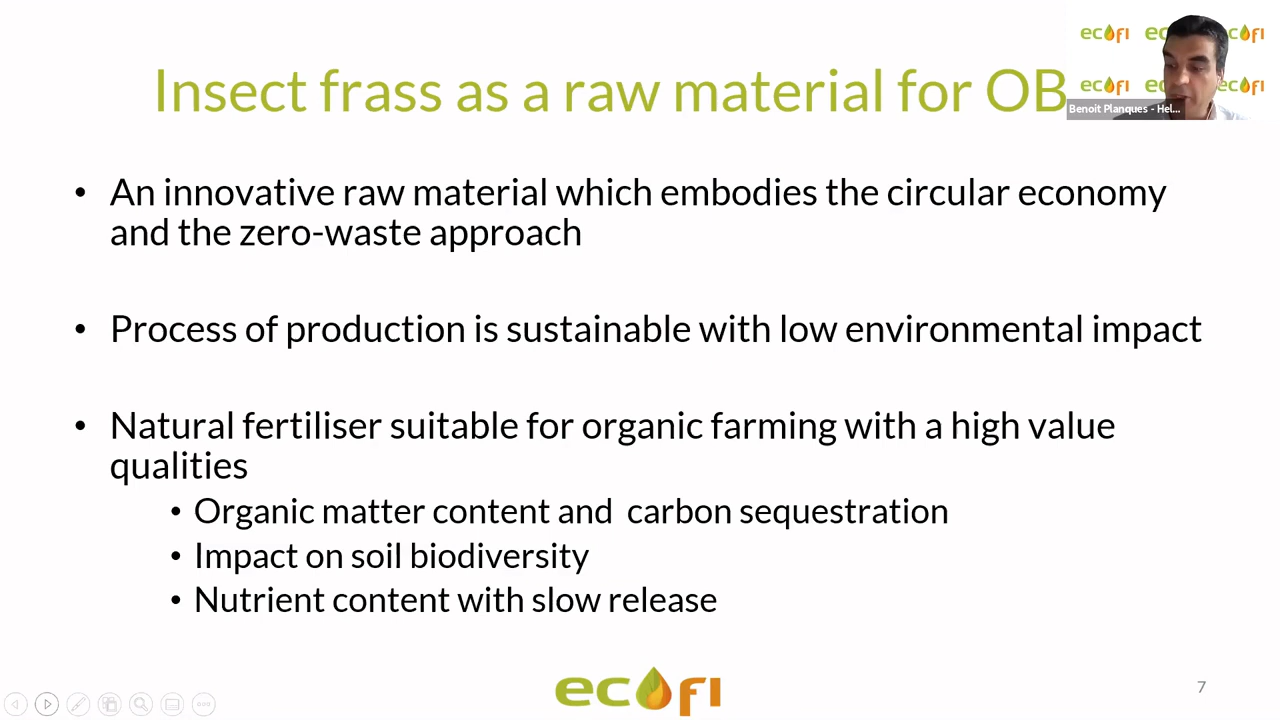 Insect frass as a raw material for OB
Benoit Planques - Hel...
• An innovative raw material which embodies the circular economy
and the zero-waste approach
• Process of production is sustainable with low environmental impact
• Natural fertiliser suitable for organic farming with a high value
qualities
• Organic matter content and  carbon sequestration
• Impact on soil biodiversity
• Nutrient content with slow release
ecofi
7